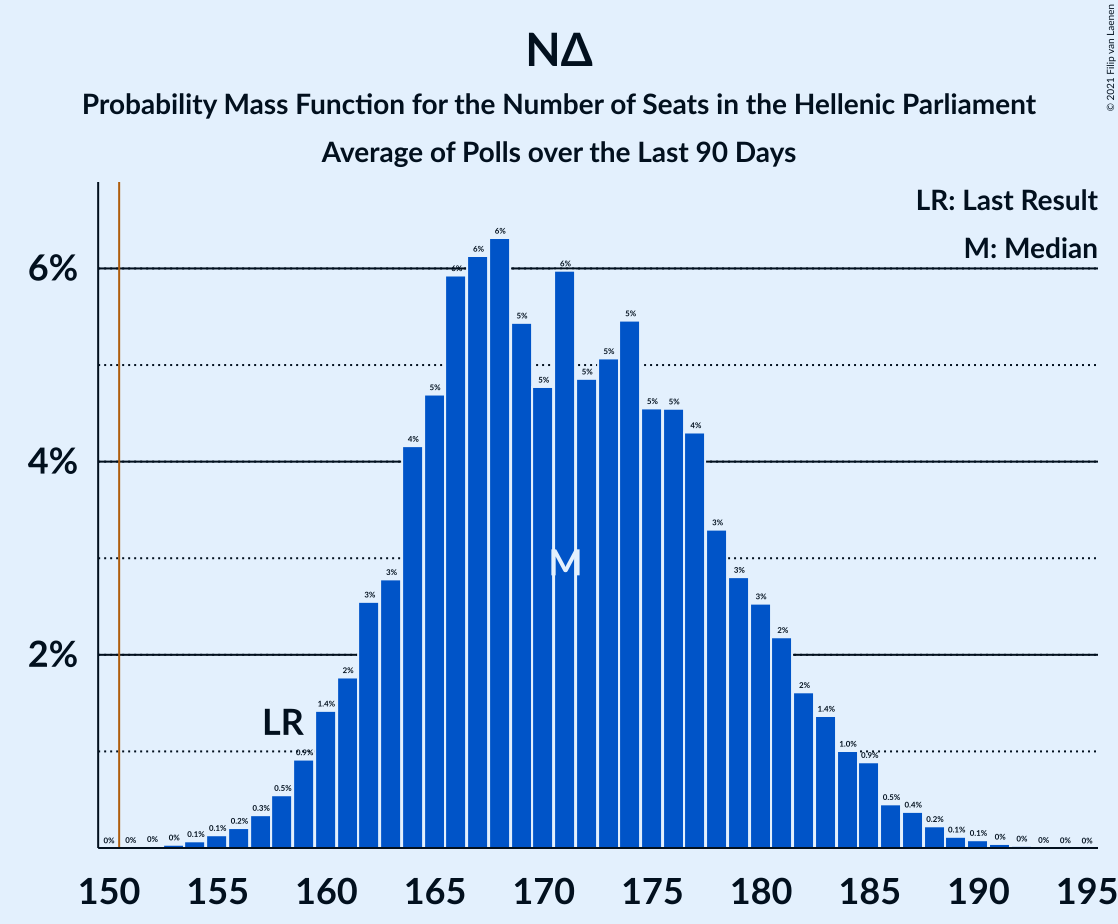 NΔ
Probability Mass Function for the Number of Seats in the Hellenic Parliament
Average of Polls over the Last 90 Days
© 2021 Filip van Laenen
LR: Last Result
M: Median
6%
4%
2%
0% 0% 0% 0% 0.1% 0.1% 0.2% 0.3% 0.5% 0.9% 1.4% 2% 3% 3% 4% 5% 6% 6% 6% 5% 5% 6% 5% 5% 5% 5% 5% 4% 3% 3% 3% 2% 2% 1.4% 1.0% 0.9% 0.5% 0.4% 0.2% 0.1% 0.1% 0% 0% 0% 0% 0%
LR
M
150 155 160 165 170 175 180 185 190 195